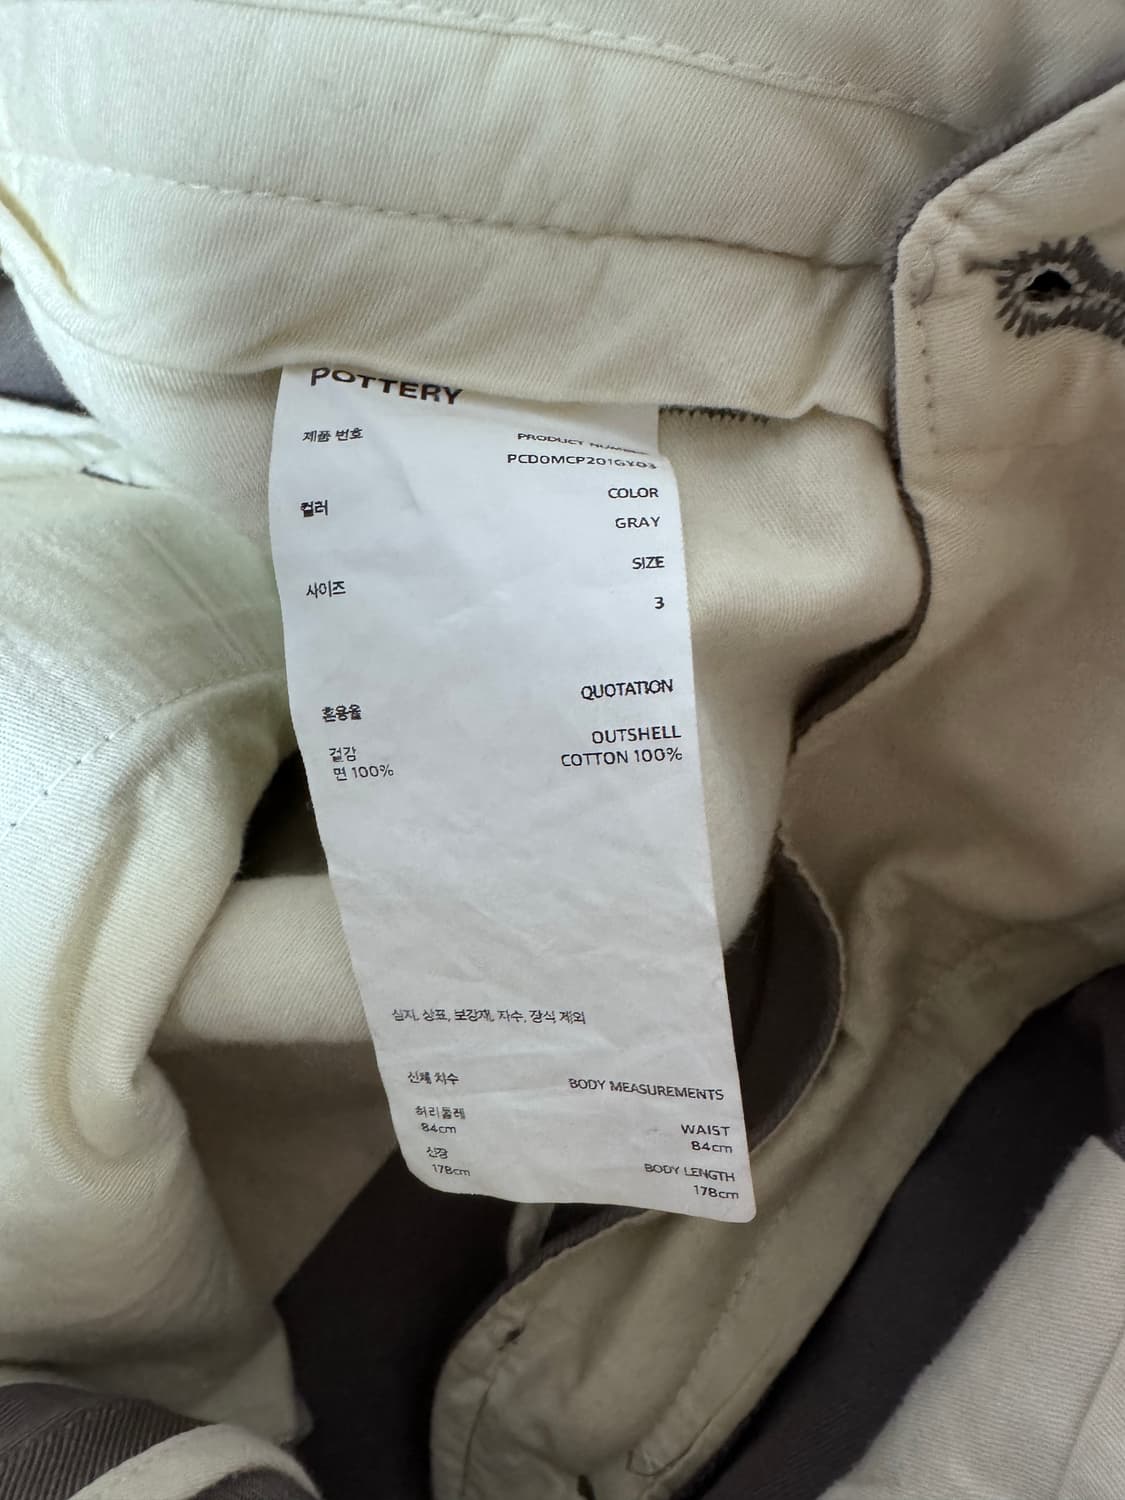 POTTERY
제품 번호
PRODUCT NUMBER
PCD0MCP201GY03
컬러
COLOR
GRAY
사이즈
SIZE
3
혼용율
QUOTATION
겉감
OUTSHELL
면 100%
COTTON 100%
심지, 상표, 보강재, 자수, 장식 제외
신체 치수
BODY MEASUREMENTS
허리둘레
WAIST
84cm
84cm
신장
BODY LENGTH
178cm
178cm